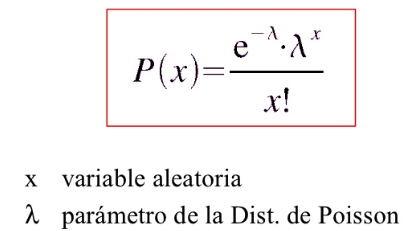 P(x)=e^{-λ}·λ^x/x!
x variable aleatoria
λ parámetro de la Dist. de Poisson